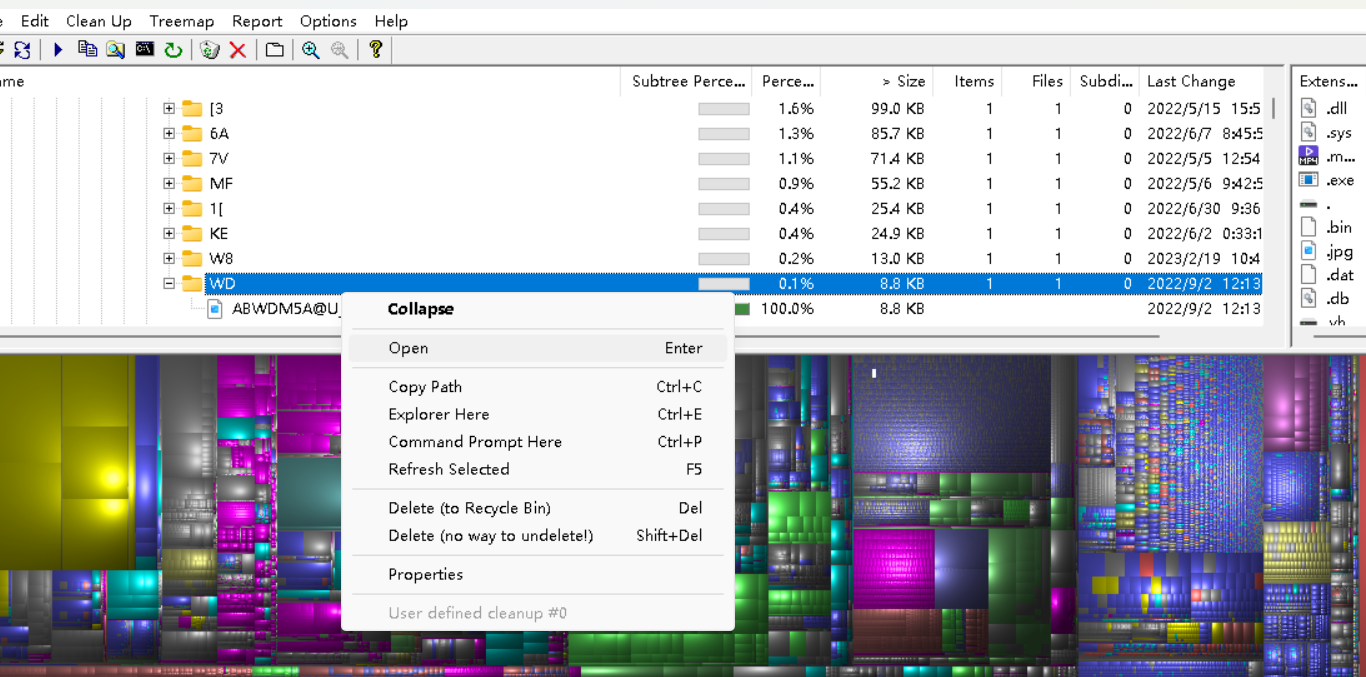 Edit Clean Up Treemap Report Options Help
Subtree Perce... Perce... > Size Items Files Subdi... Last Change Extens...
[3 1.6% 99.0 KB 1 1 0 2022/5/15 15:5 .dll
6A 1.3% 85.7 KB 1 1 0 2022/6/7 8:45:5 .sys
7V 1.1% 71.4 KB 1 1 0 2022/5/5 12:54 .m...
MF 0.9% 55.2 KB 1 1 0 2022/5/6 9:42:5 .exe
1[ 0.4% 25.4 KB 1 1 0 2022/6/30 9:36 .
KE 0.4% 24.9 KB 1 1 0 2022/6/2 0:33:1 .bin
W8 0.2% 13.0 KB 1 1 0 2023/2/19 10:4 .jpg
WD 0.1% 8.8 KB 1 1 0 2022/9/2 12:13 .dat
ABWDM5A@U 100.0% 8.8 KB 2022/9/2 12:13 .db
Collapse
Open Enter
Copy Path Ctrl+C
Explorer Here Ctrl+E
Command Prompt Here Ctrl+P
Refresh Selected F5
Delete (to Recycle Bin) Del
Delete (no way to undelete!) Shift+Del
Properties
User defined cleanup #0